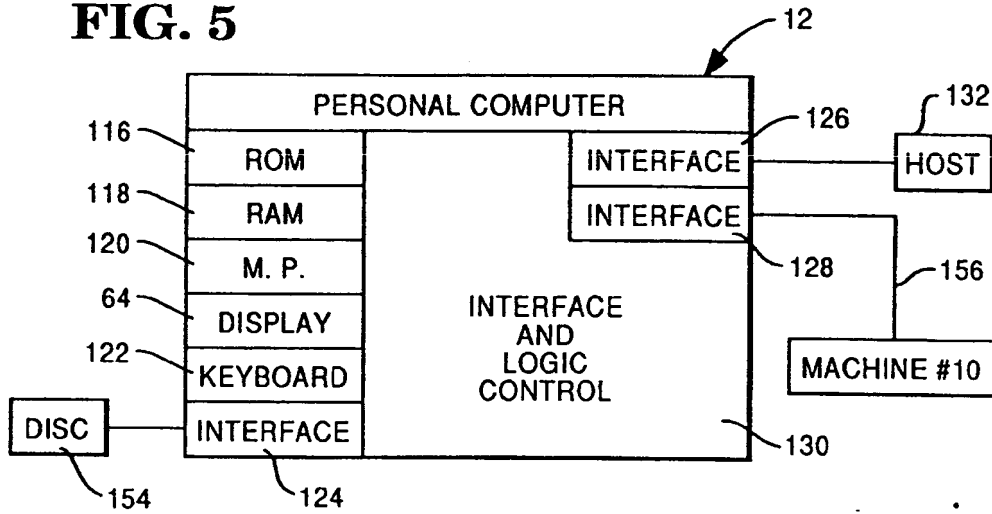 FIG. 5
12
PERSONAL COMPUTER
116
ROM
126
INTERFACE
132
HOST
118
RAM
INTERFACE
128
120
M. P.
156
64
DISPLAY
INTERFACE
AND
LOGIC
CONTROL
122
KEYBOARD
MACHINE #10
DISC
INTERFACE
130
154
124